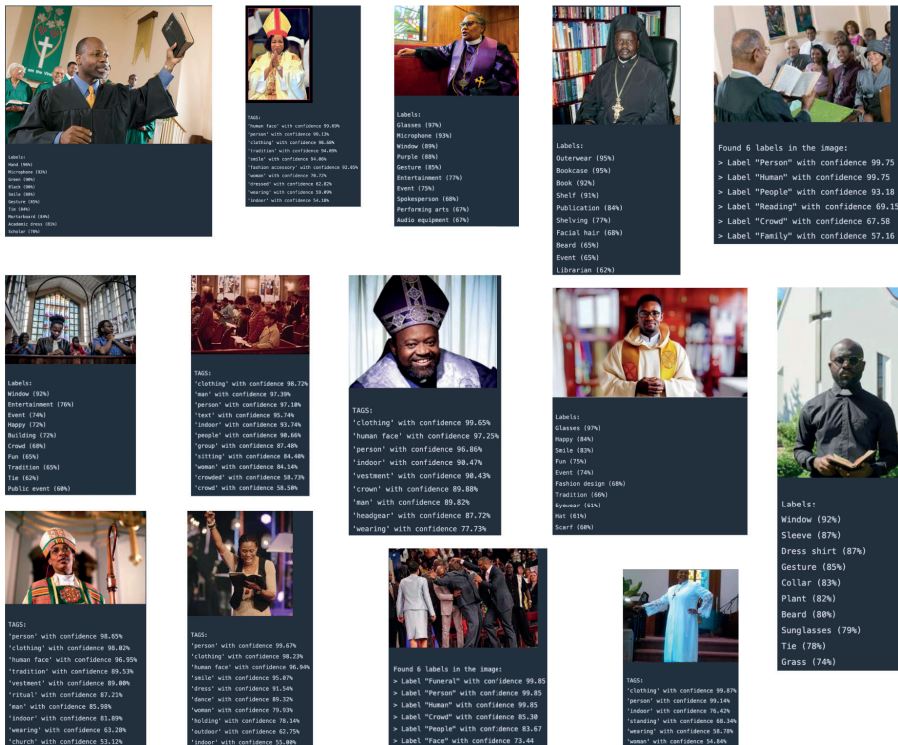 Labels:
Hand (96%)
Microphone (92%)
Green (90%)
Black (90%)
Smile (88%)
Gesture (85%)
Tie (84%)
Mortarboard (84%)
Academic dress (81%)
Scholar (79%)
TAGS:
'human face' with confidence 99.69%
'person' with confidence 99.13%
'clothing' with confidence 98.60%
'tradition' with confidence 94.09%
'smile' with confidence 94.06%
'fashion accessory' with confidence 92.65%
'woman' with confidence 78.72%
'dressed' with confidence 62.82%
'wearing' with confidence 59.09%
'indoor' with confidence 54.10%
Labels:
Glasses (97%)
Microphone (93%)
Window (89%)
Purple (88%)
Gesture (85%)
Entertainment (77%)
Event (75%)
Spokesperson (68%)
Performing arts (67%)
Audio equipment (67%)
Labels:
Outerwear (95%)
Bookcase (95%)
Book (92%)
Shelf (91%)
Publication (84%)
Shelving (77%)
Facial hair (68%)
Beard (65%)
Event (65%)
Librarian (62%)
Found 6 labels in the image:
> Label "Person" with confidence 99.75
> Label "Human" with confidence 99.75
> Label "People" with confidence 93.18
> Label "Reading" with confidence 69.15
> Label "Crowd" with confidence 67.58
> Label "Family" with confidence 57.16
Labels:
Window (92%)
Entertainment (76%)
Event (74%)
Happy (72%)
Building (72%)
Crowd (68%)
Fun (65%)
Tradition (65%)
Tie (62%)
Public event (60%)
TAGS:
'clothing' with confidence 98.72%
'man' with confidence 97.39%
'person' with confidence 97.10%
'text' with confidence 95.74%
'indoor' with confidence 93.74%
'people' with confidence 90.66%
'group' with confidence 87.48%
'sitting' with confidence 84.40%
'woman' with confidence 84.14%
'crowded' with confidence 58.73%
'crowd' with confidence 58.50%
TAGS:
'clothing' with confidence 99.65%
'human face' with confidence 97.25%
'person' with confidence 96.86%
'indoor' with confidence 90.47%
'vestment' with confidence 90.43%
'crown' with confidence 89.88%
'man' with confidence 89.82%
'headgear' with confidence 87.72%
'wearing' with confidence 77.73%
Labels:
Glasses (97%)
Happy (84%)
Smile (83%)
Fun (75%)
Event (74%)
Fashion design (68%)
Tradition (66%)
Eyewear (61%)
Hat (61%)
Scarf (60%)
Labels:
Window (92%)
Sleeve (87%)
Dress shirt (87%)
Gesture (85%)
Collar (83%)
Plant (82%)
Beard (80%)
Sunglasses (79%)
Tie (78%)
Grass (74%)
TAGS:
'person' with confidence 98.65%
'clothing' with confidence 98.02%
'human face' with confidence 96.95%
'tradition' with confidence 89.53%
'vestment' with confidence 89.00%
'ritual' with confidence 87.21%
'man' with confidence 85.98%
'indoor' with confidence 81.89%
'wearing' with confidence 63.28%
'church' with confidence 53.12%
TAGS:
'person' with confidence 99.67%
'clothing' with confidence 98.23%
'human face' with confidence 96.94%
'smile' with confidence 95.07%
'dress' with confidence 91.54%
'dance' with confidence 89.32%
'woman' with confidence 79.93%
'holding' with confidence 78.14%
'outdoor' with confidence 62.75%
'indoor' with confidence 55.00%
Found 6 labels in the image:
> Label "Funeral" with confidence 99.85
> Label "Person" with confidence 99.85
> Label "Human" with confidence 99.85
> Label "Crowd" with confidence 85.30
> Label "People" with confidence 83.67
> Label "Face" with confidence 73.44
TAGS:
'clothing' with confidence 99.87%
'person' with confidence 99.14%
'indoor' with confidence 76.42%
'standing' with confidence 68.34%
'wearing' with confidence 58.78%
'woman' with confidence 54.84%